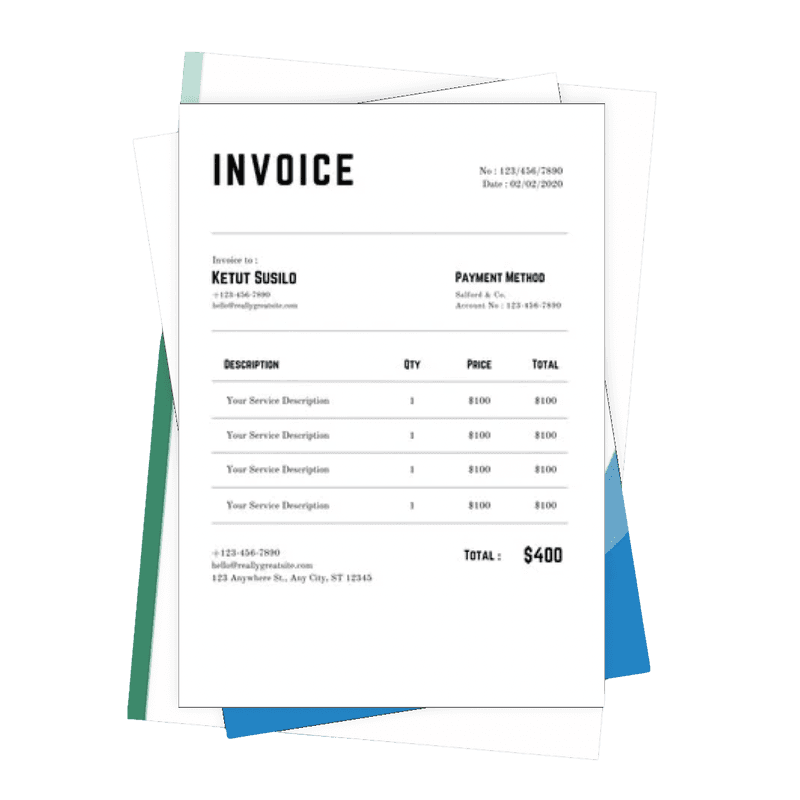 INVOICE
No : 123/456/7890
Date : 02/02/2020
Invoice to :
KETUT SUSILO
+123-456-7890
hello@reallygreatsite.com
PAYMENT METHOD
Salford & Co.
Account No : 123-456-7890
DESCRIPTION QTY PRICE TOTAL
Your Service Description 1 $100 $100
Your Service Description 1 $100 $100
Your Service Description 1 $100 $100
Your Service Description 1 $100 $100
+123-456-7890
hello@reallygreatsite.com
123 Anywhere St., Any City, ST 12345
TOTAL : $400